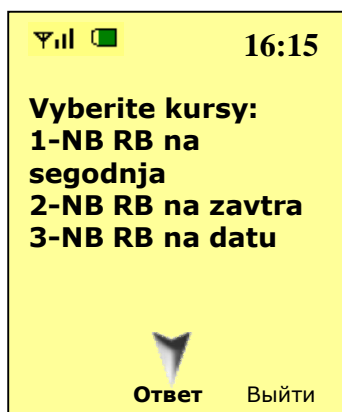 16:15
Vyberite kursy:
1-NB RB na
segodnja
2-NB RB na zavtra
3-NB RB na datu
Ответ Выйти